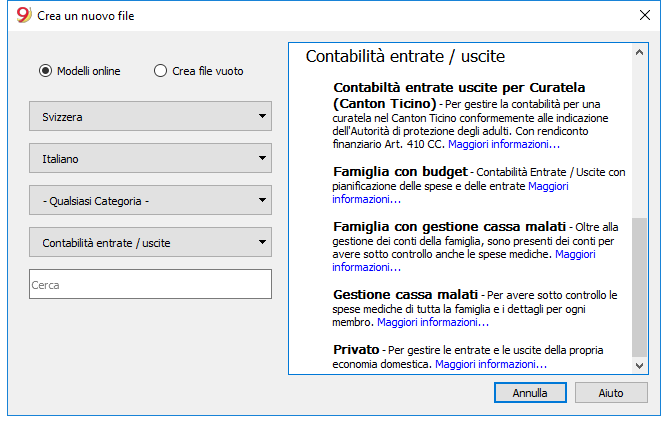 Crea un nuovo file
Modelli online
Crea file vuoto
Svizzera
Italiano
- Qualsiasi Categoria -
Contabilità entrate / uscite
Cerca
Contabilità entrate / uscite
Contabiltà entrate uscite per Curatela
(Canton Ticino) - Per gestire la contabilità per una
curatela nel Canton Ticino conformemente alle indicazione
dell'Autorità di protezione degli adulti. Con rendiconto
finanziario Art. 410 CC. Maggiori informazioni...
Famiglia con budget - Contabilità Entrate / Uscite con
pianificazione delle spese e delle entrate Maggiori
informazioni...
Famiglia con gestione cassa malati - Oltre alla
gestione dei conti della famiglia, sono presenti dei conti per
avere sotto controllo anche le spese mediche. Maggiori
informazioni...
Gestione cassa malati - Per avere sotto controllo le
spese mediche di tutta la famiglia e i dettagli per ogni
membro. Maggiori informazioni...
Privato - Per gestire le entrate e le uscite della propria
economia domestica. Maggiori informazioni...
Annulla
Aiuto